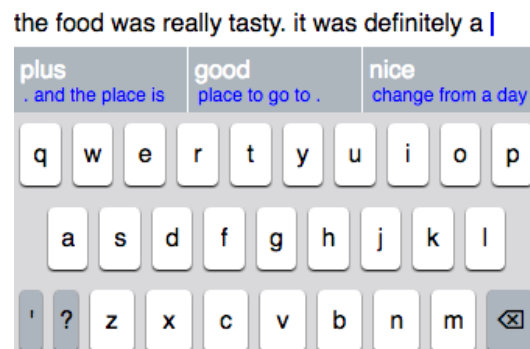 the food was really tasty. it was definitely a
plus good nice
. and the place is place to go to . change from a day
q w e r t y u i o p
a s d f g h j k l
' ? z x c v b n m